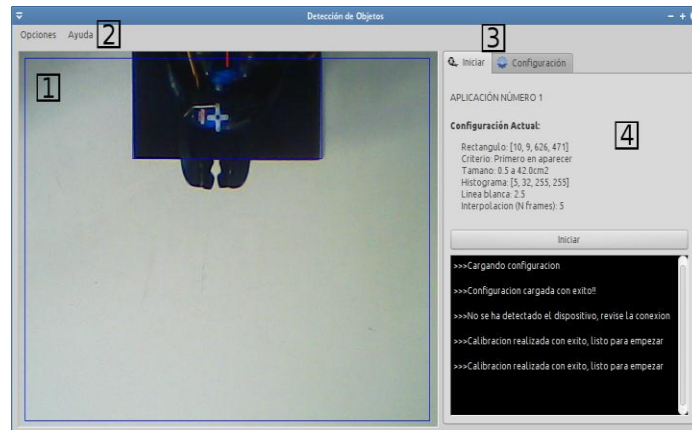 Detección de Objetos
Opciones Ayuda 2
3
1
Iniciar Configuración
APLICACIÓN NÚMERO 1
Configuración Actual:
4
Rectangulo: [10, 9, 626, 471]
Criterio: Primero en aparecer
Tamano: 0.5 a 42.0cm2
Histograma: [5, 32, 255, 255]
Linea blanca: 2.5
Interpolacion (N frames): 5
Iniciar
>>>Cargando configuracion
>>>Configuracion cargada con exito!!
>>>No se ha detectado el dispositivo, revise la conexion
>>>Calibracion realizada con exito, listo para empezar
>>>Calibracion realizada con exito, listo para empezar